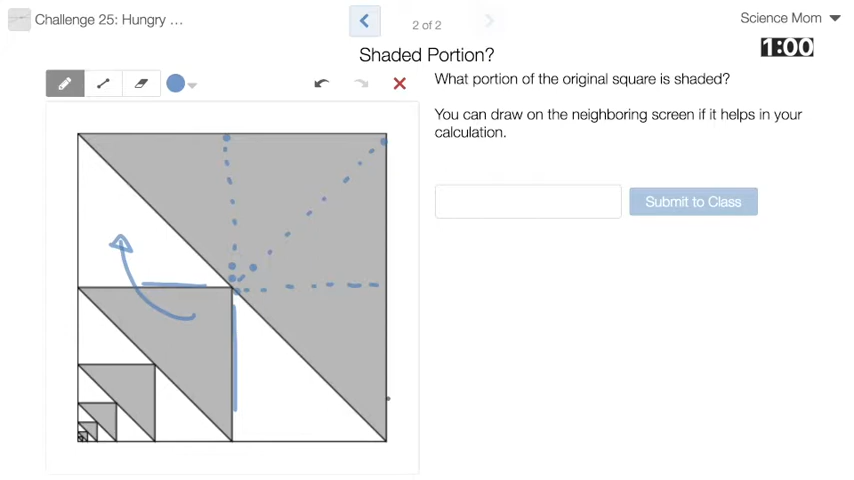 Challenge 25: Hungry ...
2 of 2
Science Mom
1:00
Shaded Portion?
What portion of the original square is shaded?
You can draw on the neighboring screen if it helps in your
calculation.
Submit to Class